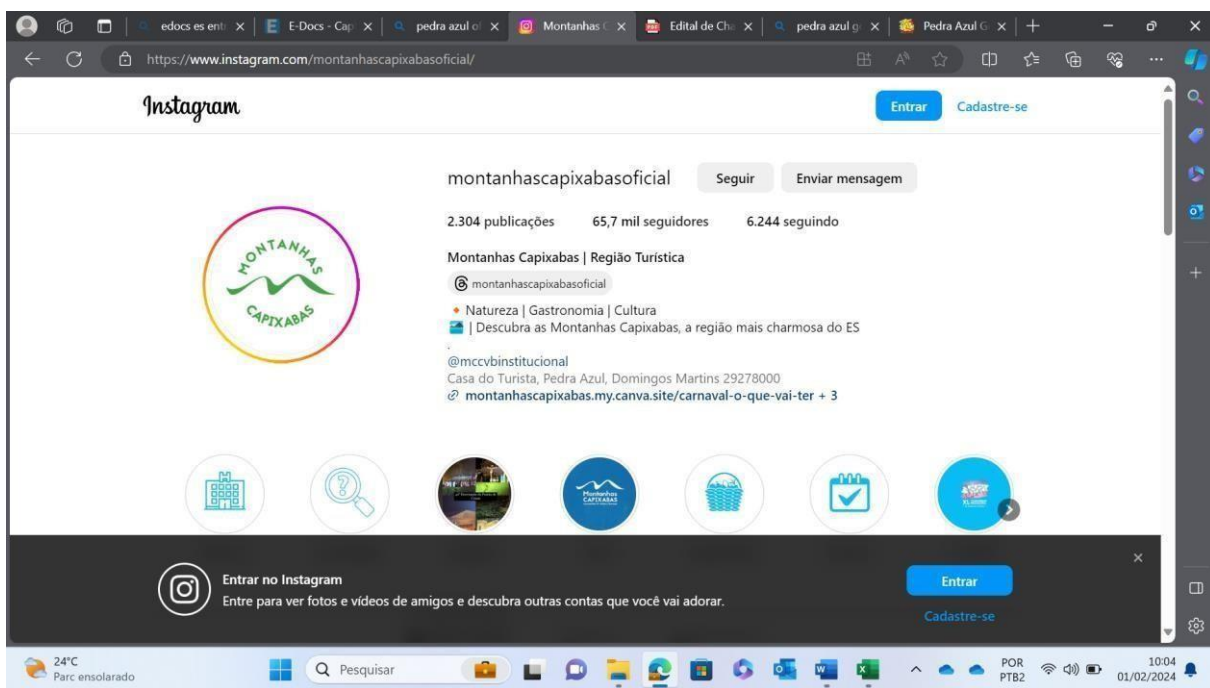 edocs es ent
E-Docs - Cap
pedra azul o
Montanhas C
Edital de Cha
pedra azul g
Pedra Azul G
https://www.instagram.com/montanhascapixabasoficial/
Instagram
Entrar
Cadastre-se
montanhascapixabasoficial
Seguir
Enviar mensagem
2.304 publicações
65,7 mil seguidores
6.244 seguindo
Montanhas Capixabas | Região Turística
montanhascapixabasoficial
Natureza | Gastronomia | Cultura
| Descubra as Montanhas Capixabas, a região mais charmosa do ES
.
@mccvbinstitucional
Casa do Turista, Pedra Azul, Domingos Martins 29278000
montanhascapixabas.my.canva.site/carnaval-o-que-vai-ter + 3
MONTANHAS
CAPIXABAS
Montanhas
CAPIXABAS
Entrar no Instagram
Entre para ver fotos e vídeos de amigos e descubra outras contas que você vai adorar.
Entrar
Cadastre-se
24°C
Parc ensolarado
Pesquisar
POR
PTB2
10:04
01/02/2024